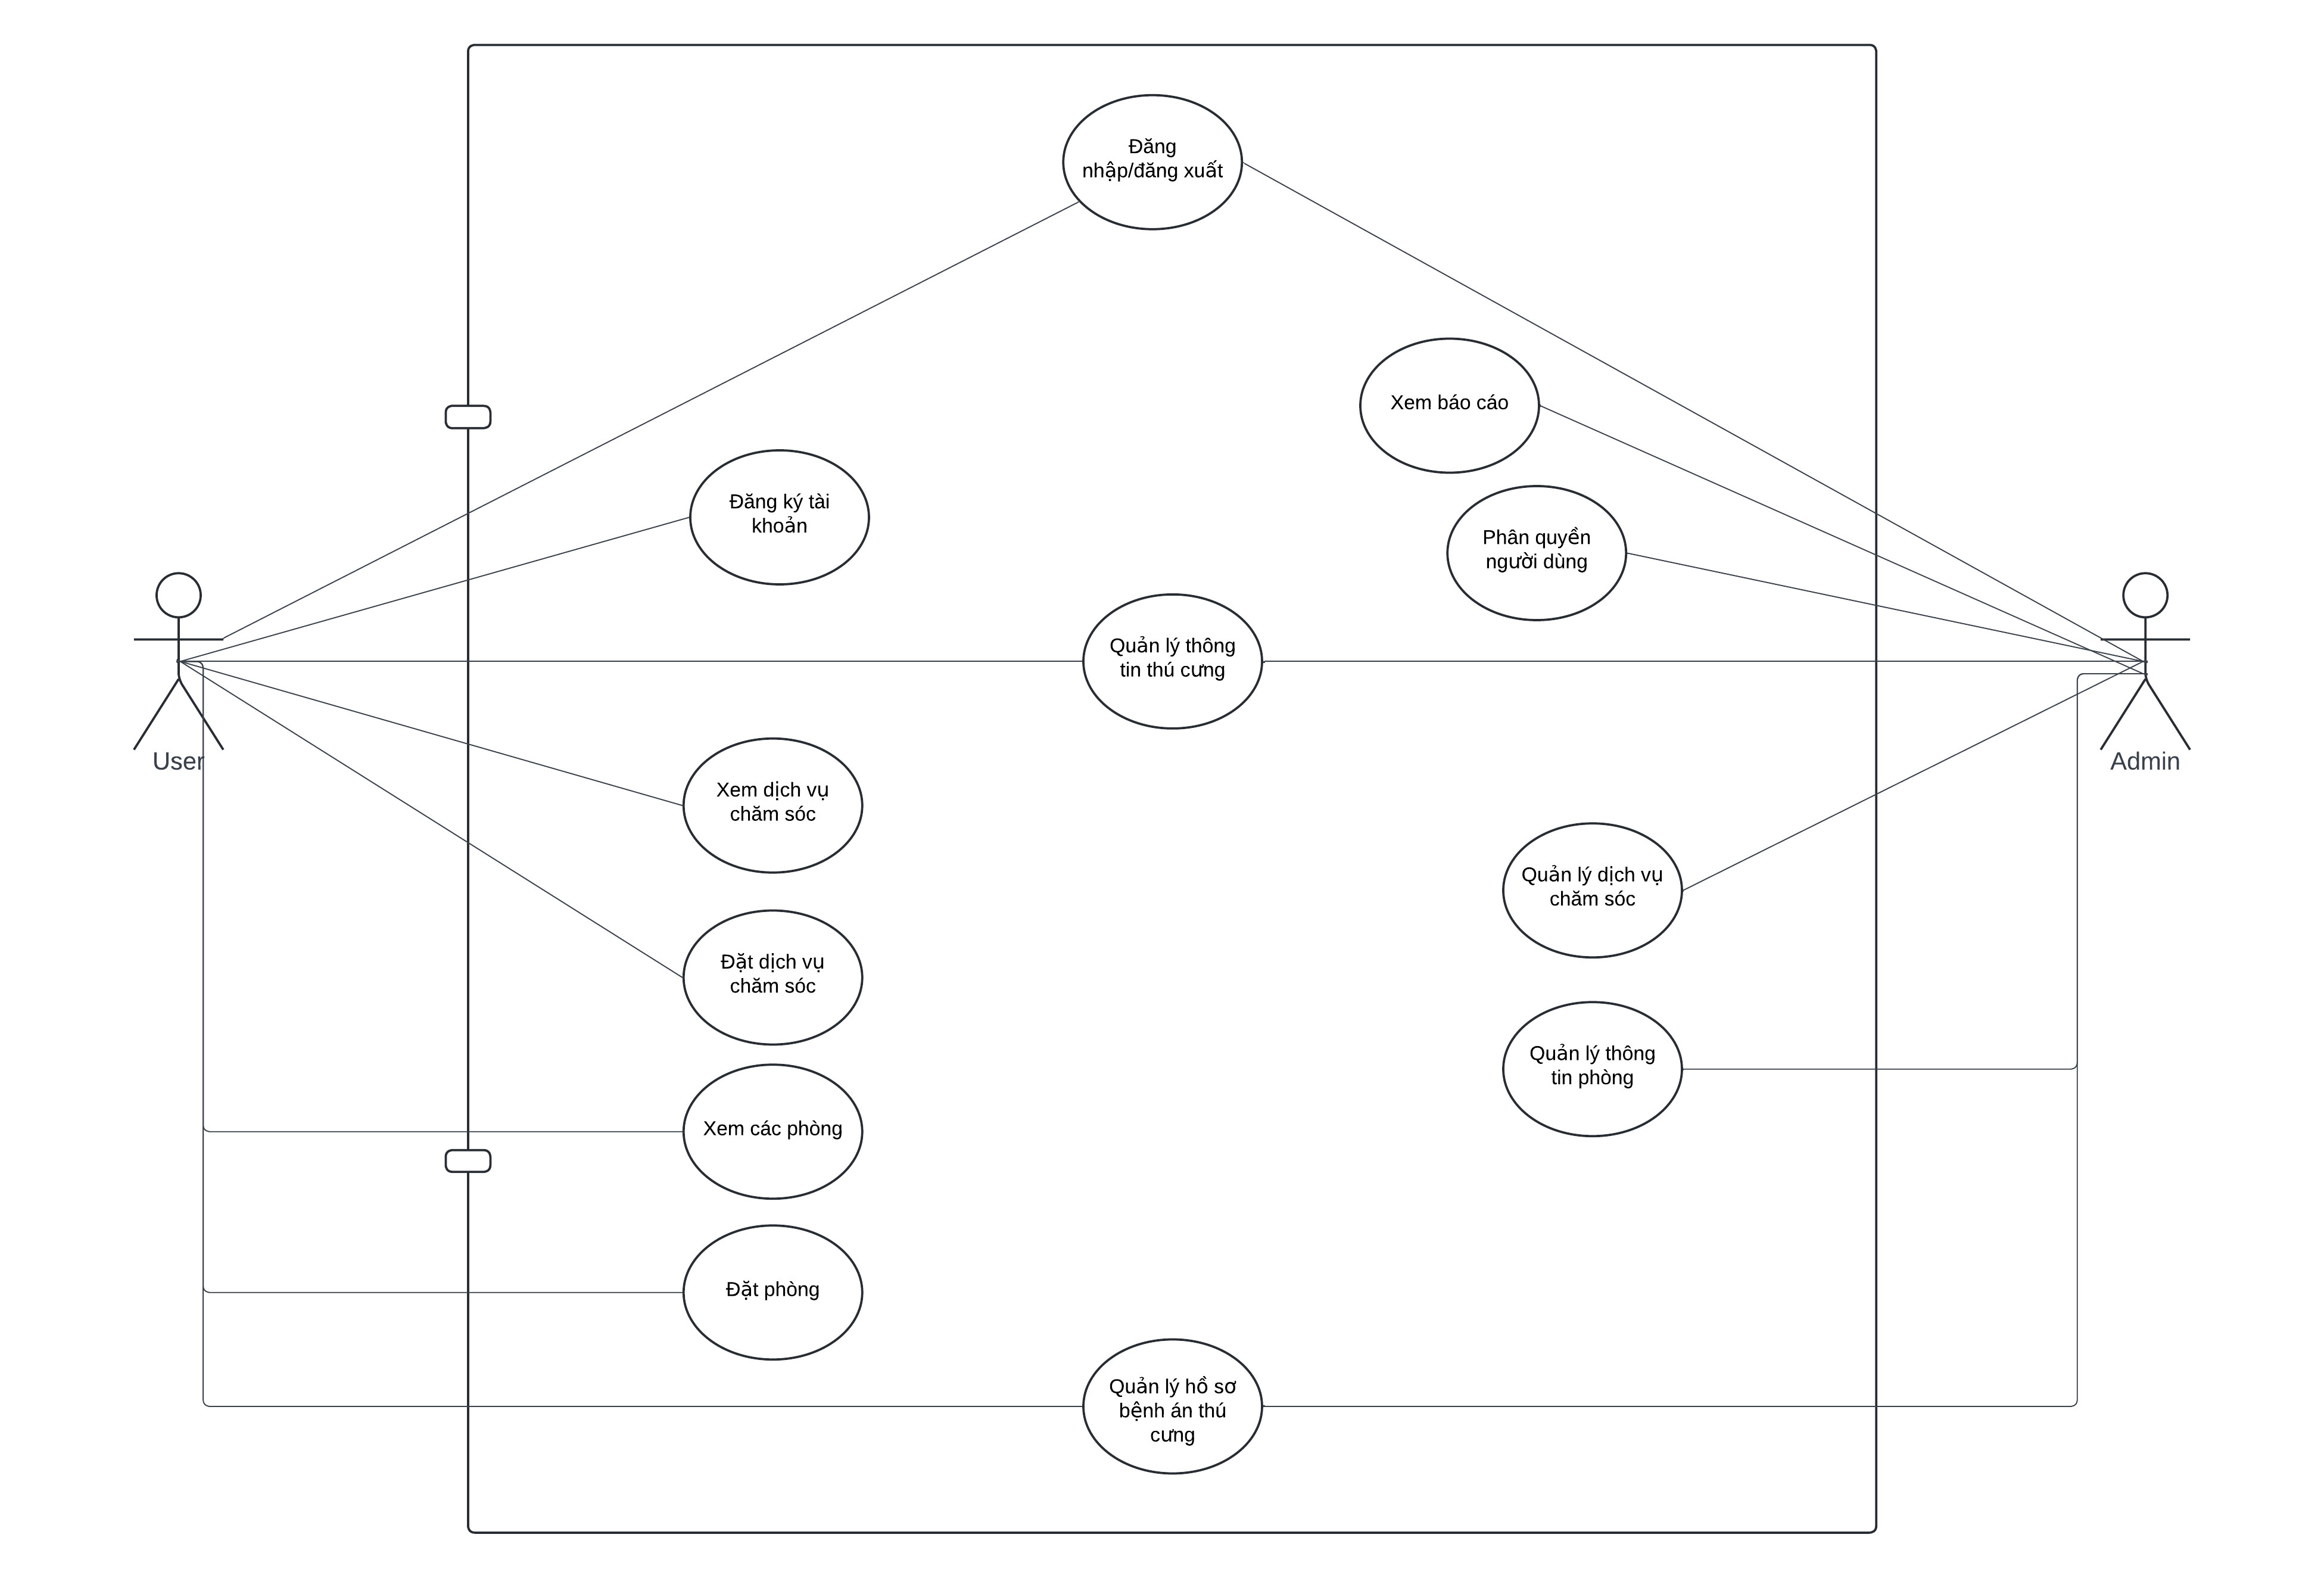 Đăng
nhập/đăng xuất
Xem báo cáo
Đăng ký tài
khoản
Phân quyền
người dùng
Quản lý thông
tin thú cưng
User
Admin
Xem dịch vụ
chăm sóc
Quản lý dịch vụ
chăm sóc
Đặt dịch vụ
chăm sóc
Quản lý thông
tin phòng
Xem các phòng
Đặt phòng
Quản lý hồ sơ
bệnh án thú
cưng